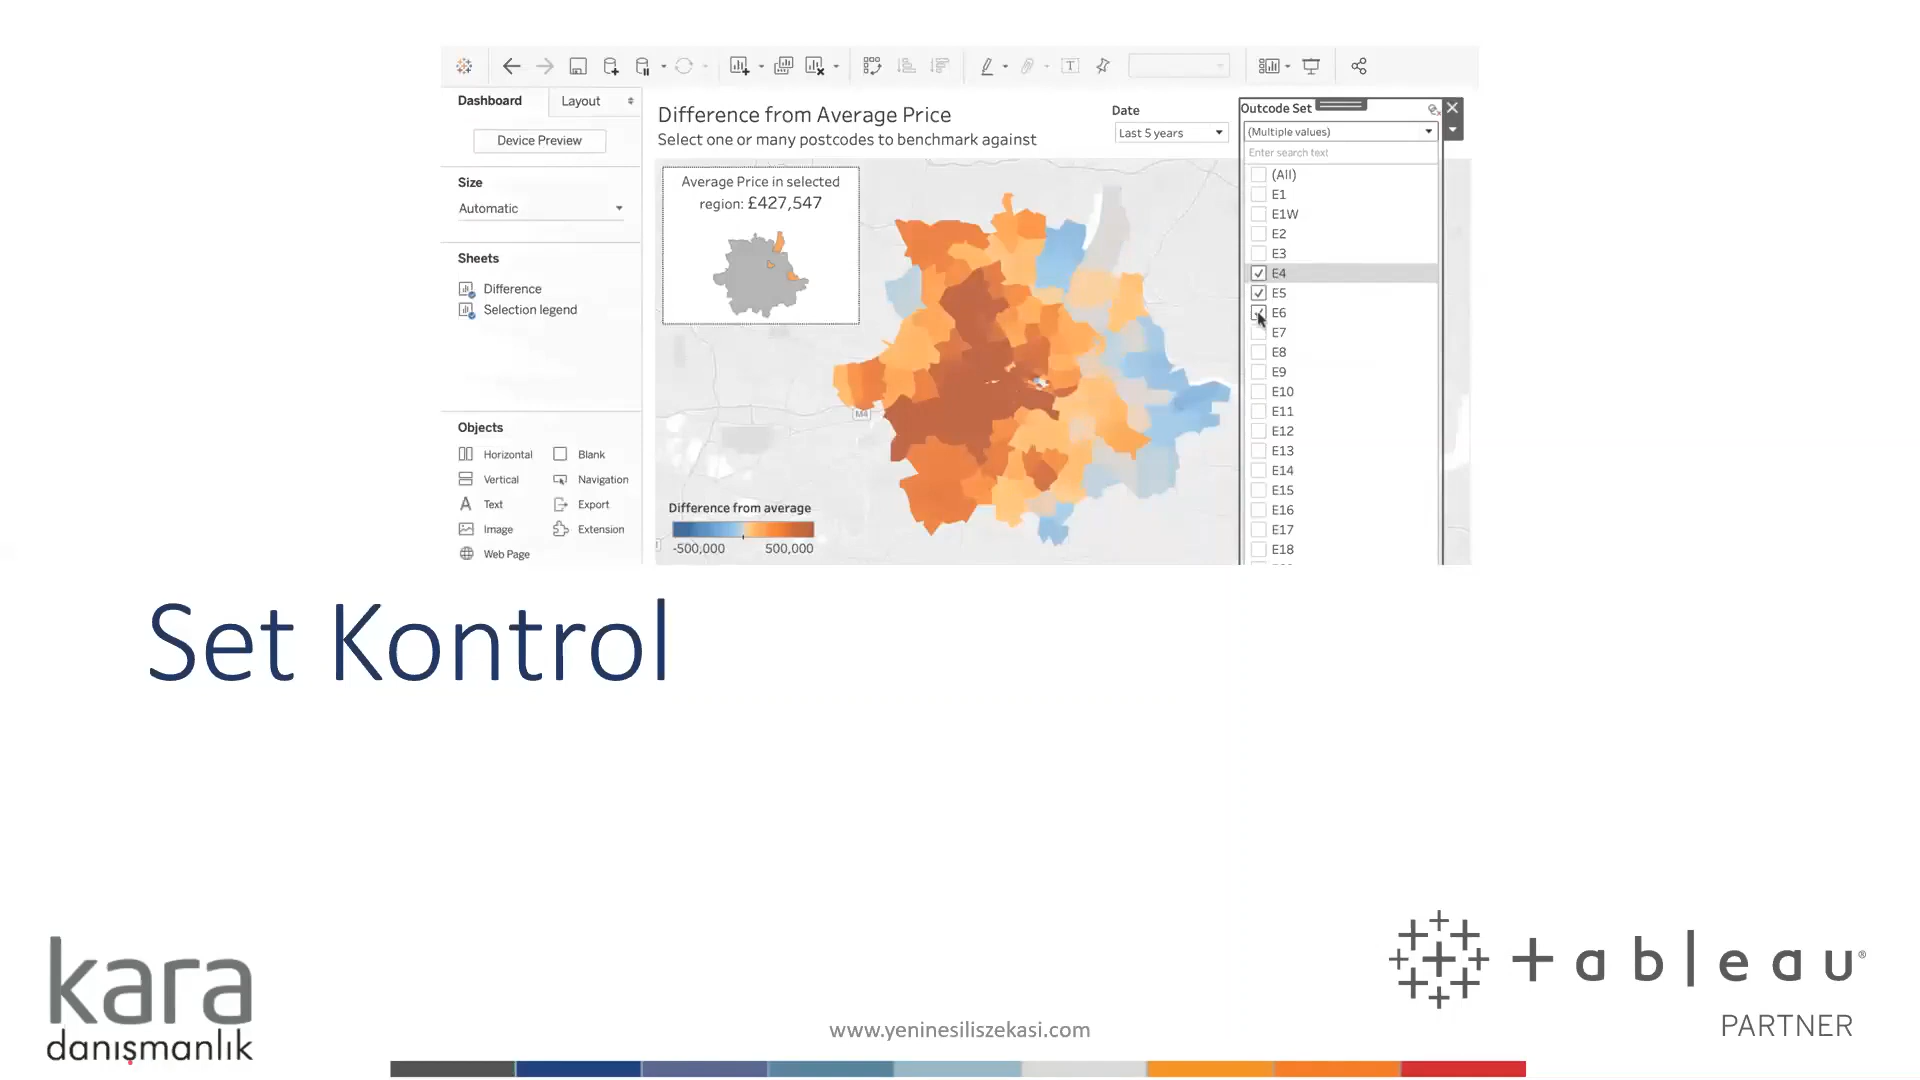 Dashboard
Layout
Device Preview
Size
Automatic
Sheets
Difference
Selection legend
Objects
Horizontal
Blank
Vertical
Navigation
Text
Export
Image
Extension
Web Page
Difference from Average Price
Select one or many postcodes to benchmark against
Date
Last 5 years
Average Price in selected
region: £427,547
M4
Difference from average
-500,000
500,000
Outcode Set
(Multiple values)
Enter search text
(All)
E1
E1W
E2
E3
E4
E5
E6
E7
E8
E9
E10
E11
E12
E13
E14
E15
E16
E17
E18
Set Kontrol
kara
danışmanlık
www.yeninesiliszekasi.com
+ableau®
PARTNER